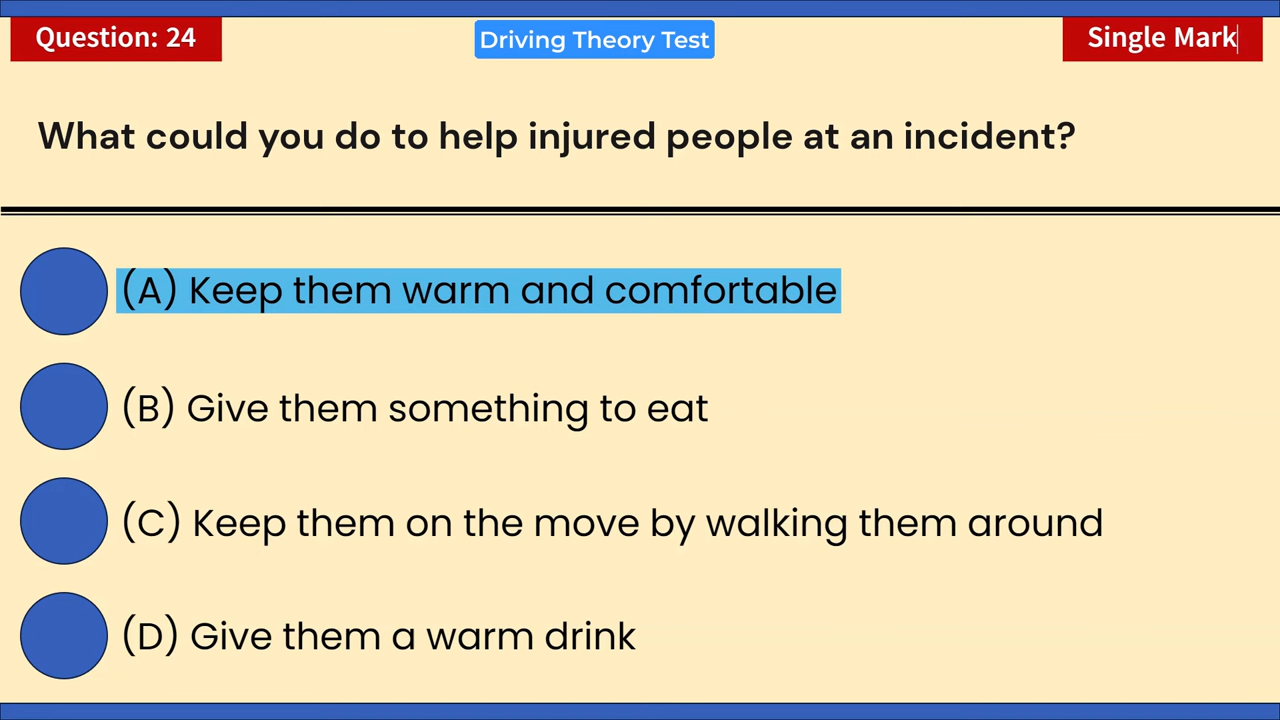 Question: 24
Driving Theory Test
Single Mark
What could you do to help injured people at an incident?
(A) Keep them warm and comfortable
(B) Give them something to eat
(C) Keep them on the move by walking them around
(D) Give them a warm drink